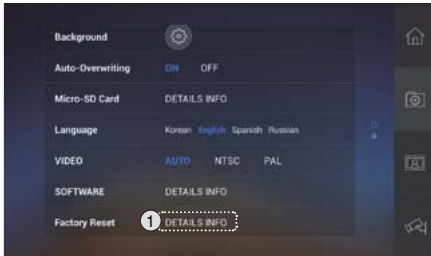 Background
Auto-Overwriting ON OFF
Micro-SD Card DETAILS INFO
Language Korean English Spanish Russian
VIDEO AUTO NTSC PAL
SOFTWARE DETAILS INFO
Factory Reset 1 DETAILS INFO